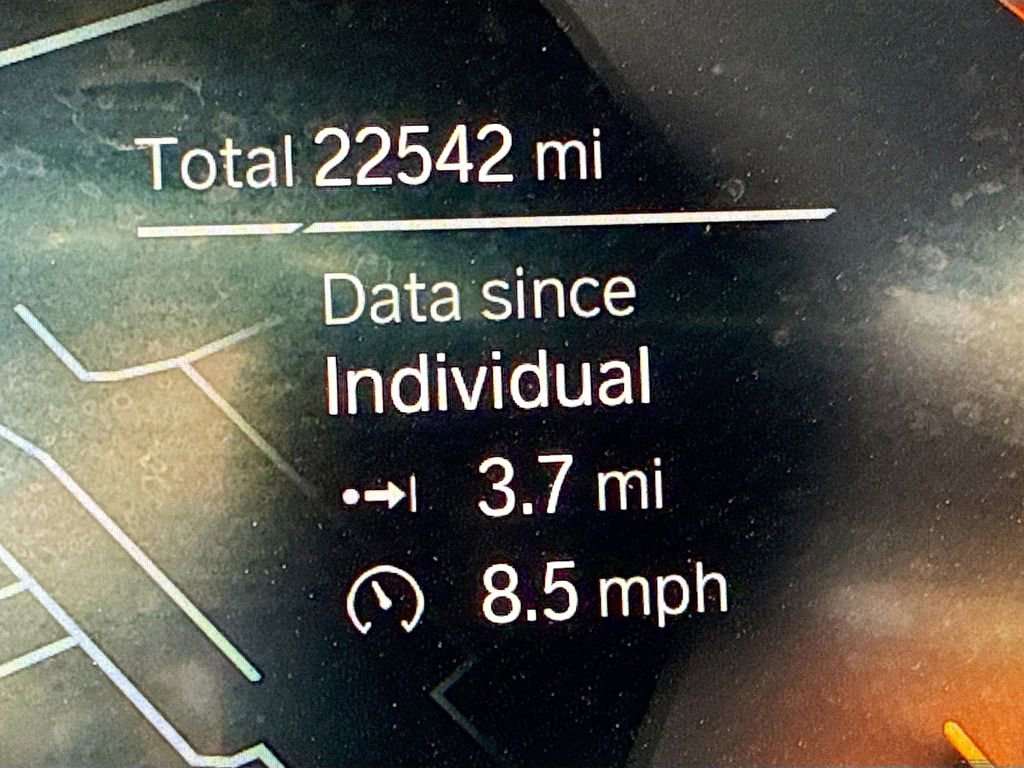 Total 22542 mi
Data since
Individual
3.7 mi
8.5 mph